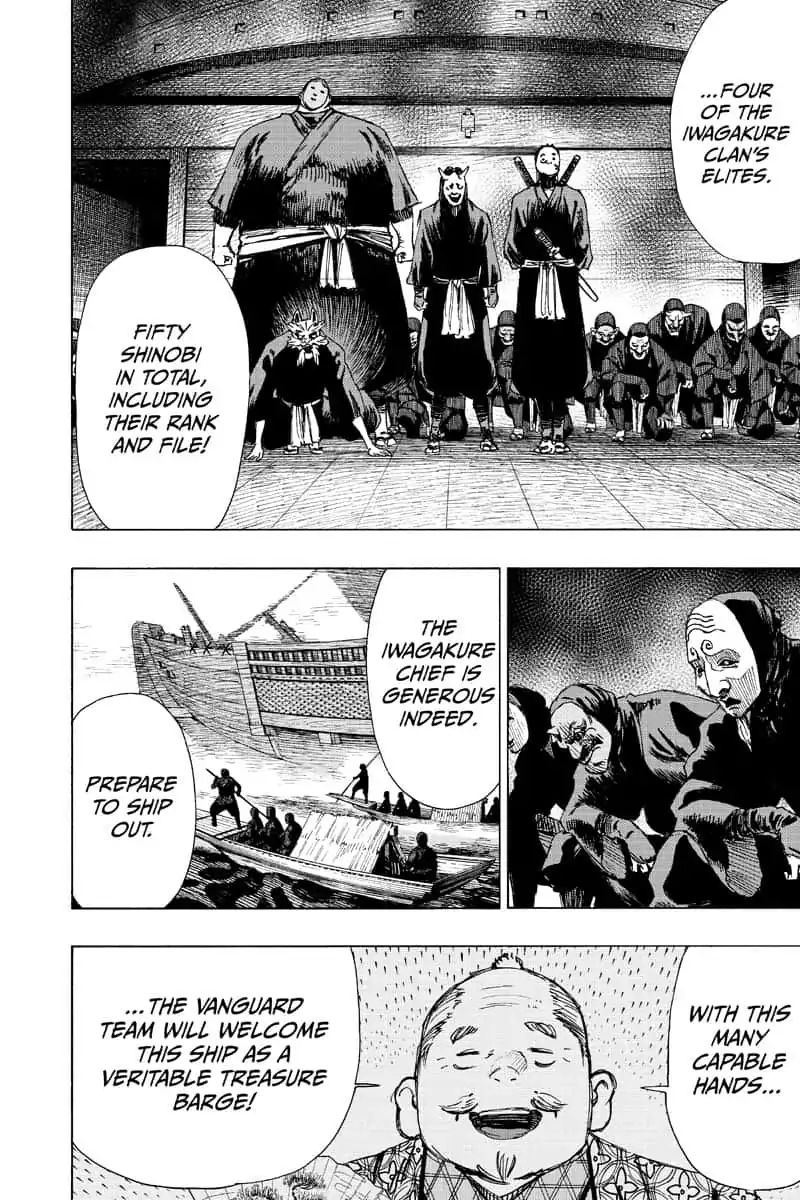 ...FOUR
OF THE
IWAGAKURE
CLAN'S
ELITES.
FIFTY
SHINOBI
IN TOTAL,
INCLUDING
THEIR RANK
AND FILE!
THE
IWAGAKURE
CHIEF IS
GENEROUS
INDEED.
PREPARE
TO SHIP
OUT.
WITH THIS
MANY
CAPABLE
HANDS...
...THE VANGUARD
TEAM WILL WELCOME
THIS SHIP AS A
VERITABLE TREASURE
BARGE!